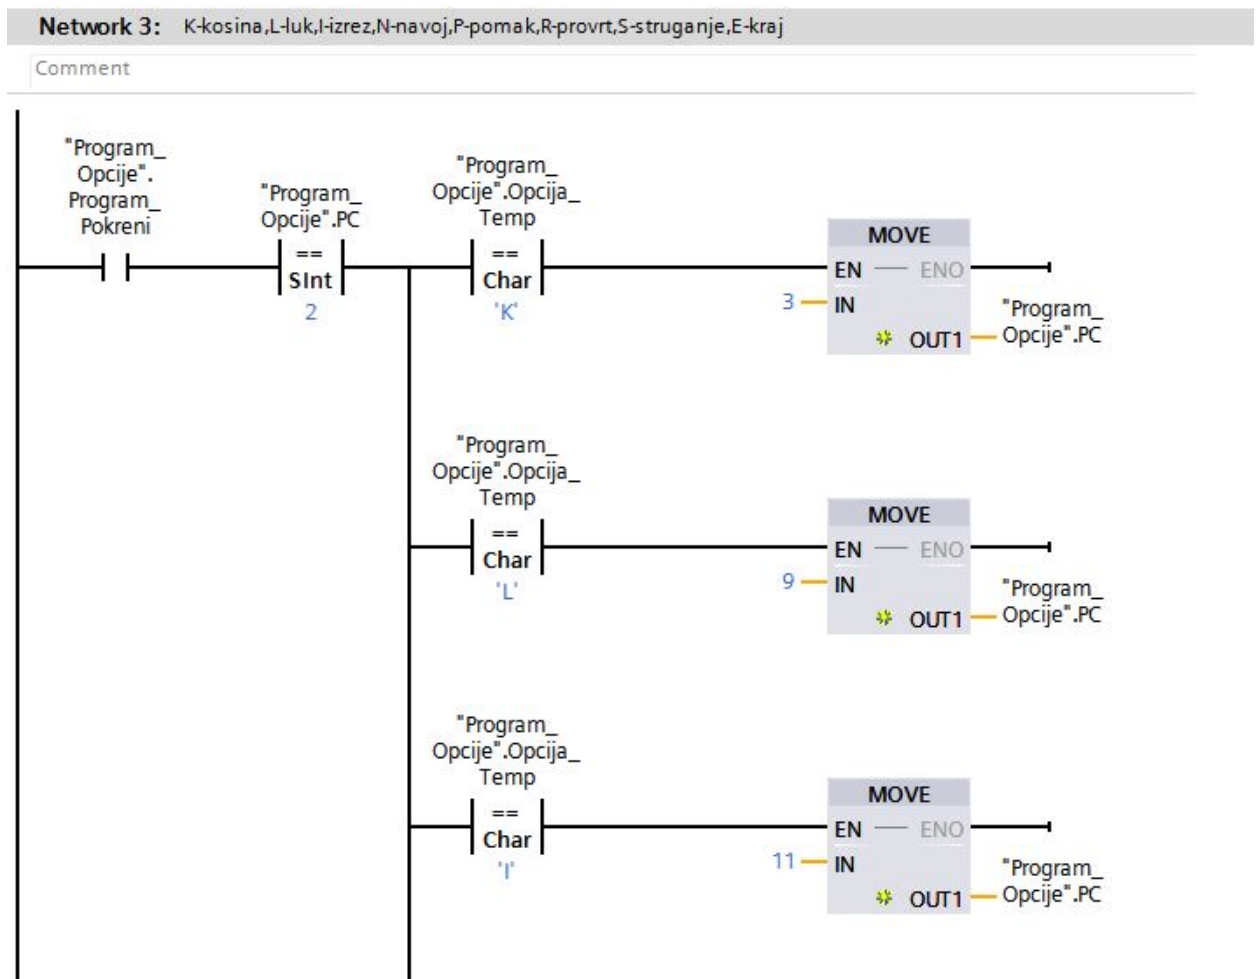 Network 3: K-kosina,L-luk,I-izrez,N-navoj,P-pomak,R-provrt,S-struganje,E-kraj
Comment
"Program_
Opcije".
Program_
Pokreni
"Program_
Opcije".PC
==
SInt
2
"Program_
Opcije".Opcija_
Temp
==
Char
'K'
MOVE
EN ENO
3 IN
OUT1
"Program_
Opcije".PC
"Program_
Opcije".Opcija_
Temp
==
Char
'L'
MOVE
EN ENO
9 IN
OUT1
"Program_
Opcije".PC
"Program_
Opcije".Opcija_
Temp
==
Char
'I'
MOVE
EN ENO
11 IN
OUT1
"Program_
Opcije".PC